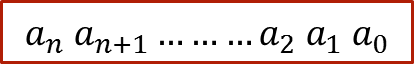 aₙ aₙ₊₁ … … … a₂ a₁ a₀